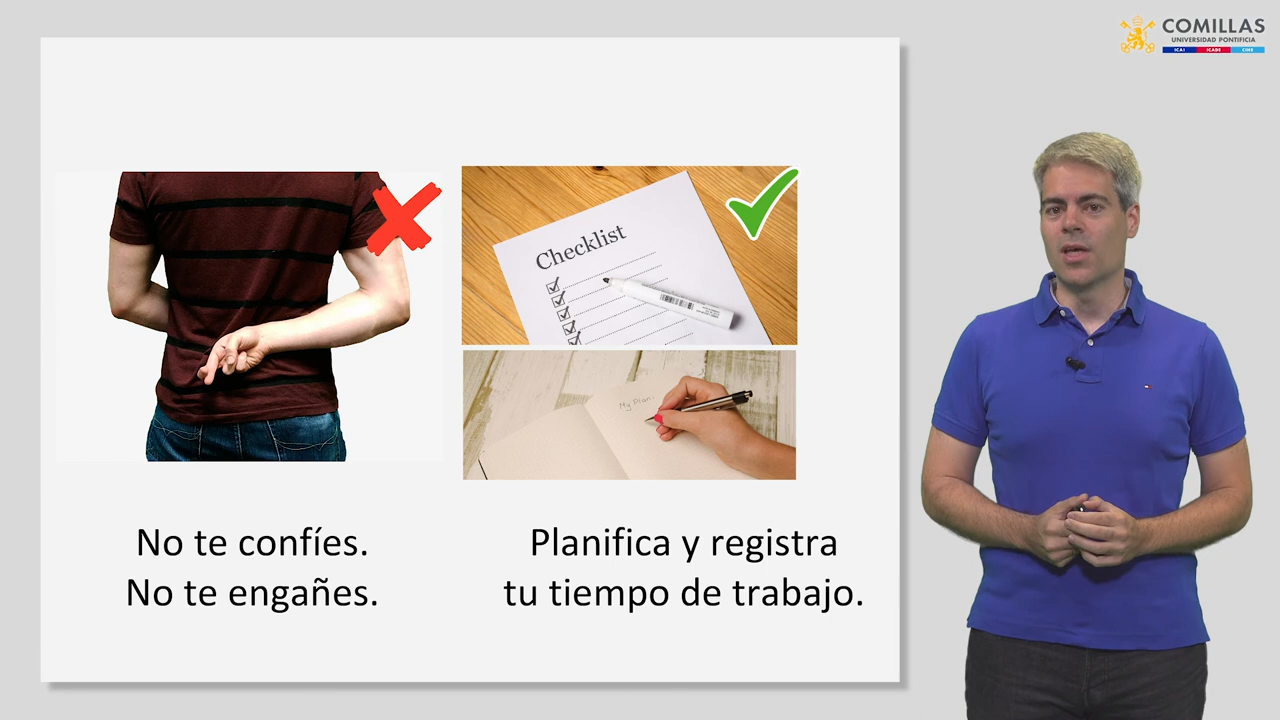 COMILLAS
UNIVERSIDAD PONTIFICIA
ICAI ICADE CIHS
Checklist
My Plan:
No te confíes.
No te engañes.
Planifica y registra
tu tiempo de trabajo.